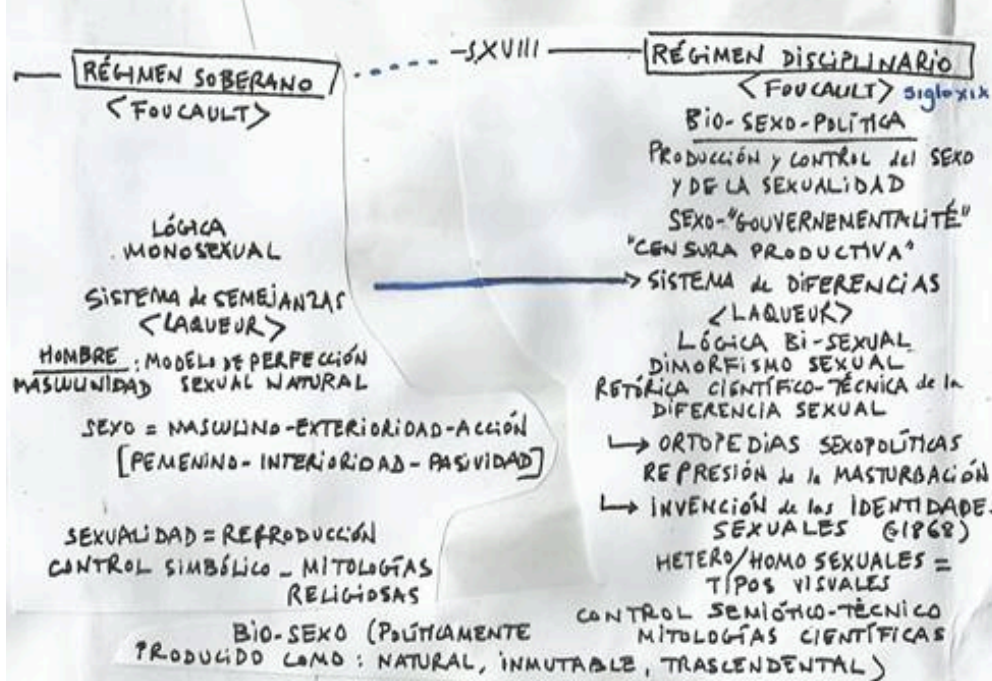 RÉGIMEN SOBERANO
<FOUCAULT>
LÓGICA
MONOSEXUAL
SISTEMA de SEMEJANZAS
<LAQUEUR>
HOMBRE : MODELO DE PERFECCIÓN
MASCULINIDAD SEXUAL NATURAL
SEXO = MASCULINO-EXTERIORIDAD-ACCIÓN
[FEMENINO-INTERIORIDAD-PASIVIDAD]
SEXUALIDAD = REPRODUCCIÓN
CONTROL SIMBÓLICO - MITOLOGÍAS
RELIGIOSAS
S.XVIII
RÉGIMEN DISCIPLINARIO
<FOUCAULT> siglo XIX
BIO-SEXO-POLÍTICA
PRODUCCIÓN y CONTROL del SEXO
Y DE LA SEXUALIDAD
SEXO-"GOUVERNEMENTALITÉ"
"CENSURA PRODUCTIVA"
SISTEMA de DIFERENCIAS
<LAQUEUR>
LÓGICA BI-SEXUAL
DIMORFISMO SEXUAL
RETÓRICA CIENTÍFICO-TÉCNICA de la
DIFERENCIA SEXUAL
ORTOPEDIAS SEXOPOLÍTICAS
REPRESIÓN de la MASTURBACIÓN
INVENCIÓN de las IDENTIDADE
SEXUALES 1868)
HETERO/HOMO SEXUALES =
TIPOS VISUALES
CONTROL SEMIÓTICO-TÉCNICO
MITOLOGÍAS CIENTÍFICAS
BIO-SEXO (POLÍTICAMENTE
PRODUCIDO COMO: NATURAL, INMUTABLE, TRASCENDENTAL)